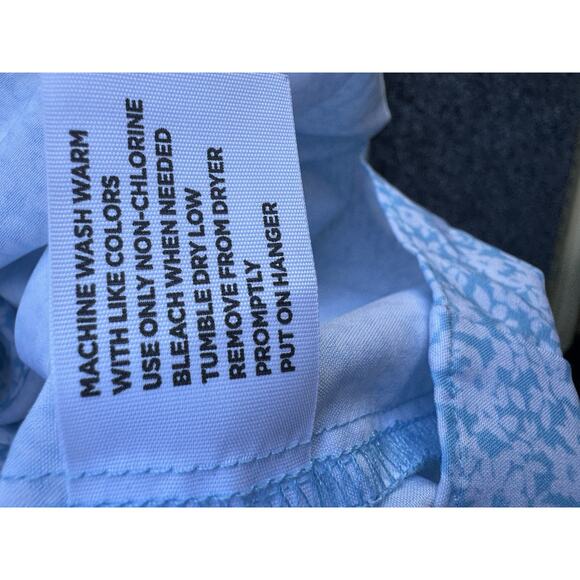 MACHINE WASH WARM
WITH LIKE COLORS
USE ONLY NON-CHLORINE
BLEACH WHEN NEEDED
TUMBLE DRY LOW
REMOVE FROM DRYER
PROMPTLY
PUT ON HANGER